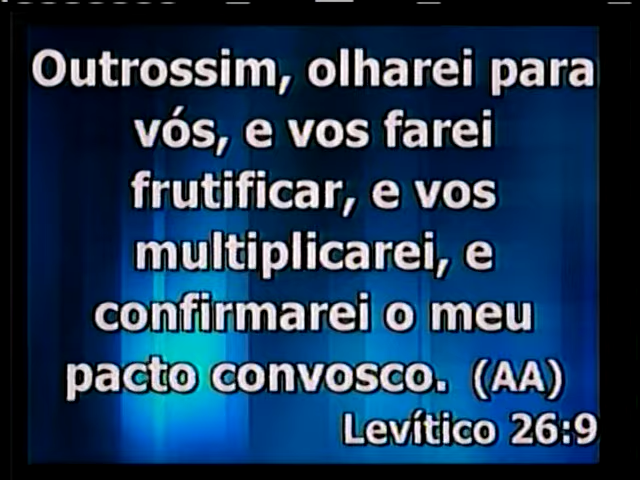 Outrossim, olharei para
vós, e vos farei
frutificar, e vos
multiplicarei, e
confirmarei o meu
pacto convosco. (AA)
Levítico 26:9